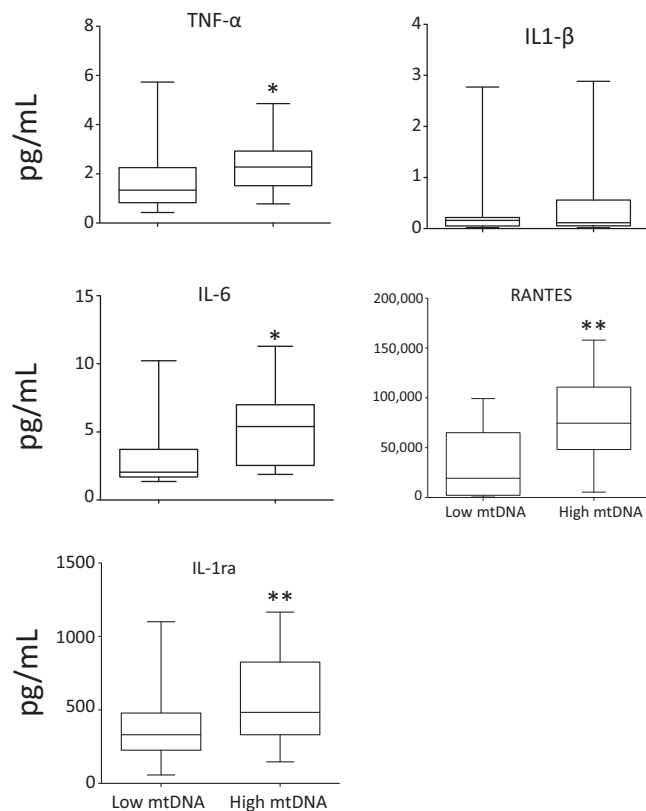 TNF-α
8
6
4
2
0
pg/mL
*
IL1-β
4
3
2
1
0
IL-6
15
10
5
0
pg/mL
*
RANTES
200,000
150,000
100,000
50,000
0
**
Low mtDNA High mtDNA
IL-1ra
1500
1000
500
0
pg/mL
**
Low mtDNA High mtDNA